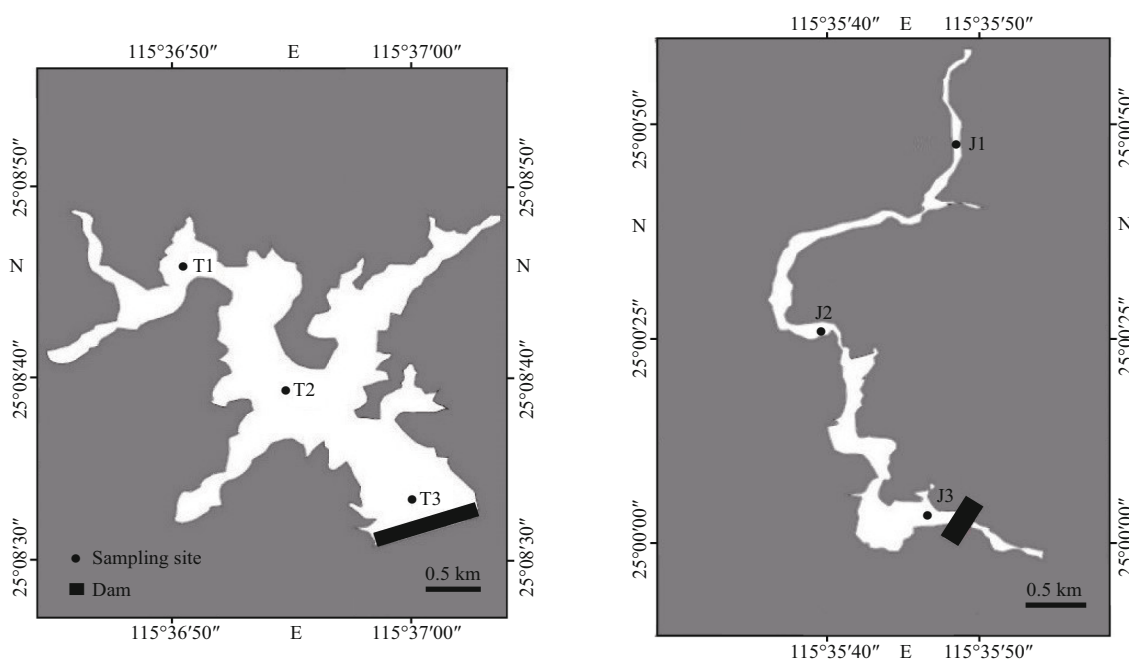 115°36′50″ E 115°37′00″
25°08′50″
N
25°08′40″
25°08′30″
T1
T2
T3
Sampling site
Dam
0.5 km
25°08′50″
N
25°08′40″
25°08′30″
115°36′50″ E 115°37′00″
115°35′40″ E 115°35′50″
25°00′50″
N
25°00′25″
25°00′00″
J1
J2
J3
0.5 km
25°00′50″
N
25°00′25″
25°00′00″
115°35′40″ E 115°35′50″